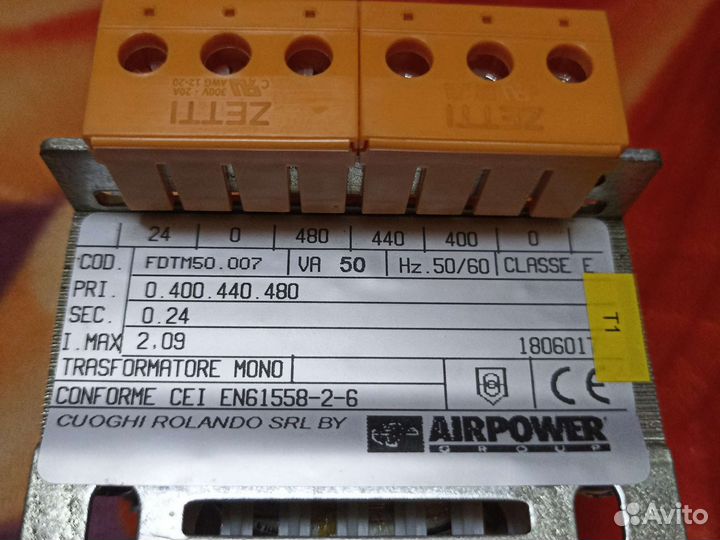 300V - 20A
AWG 12-20
ZETTI
ZETTI
24 0 480 440 400 0
COD. FDTM50.007 VA 50 Hz.50/60 CLASSE E
PRI. 0.400.440.480
SEC. 0.24
I.MAX 2.09 180601
T1
TRASFORMATORE MONO
CONFORME CEI EN61558-2-6
CE
CUOGHI ROLANDO SRL BY AIRPOWER
GROUP
Avito